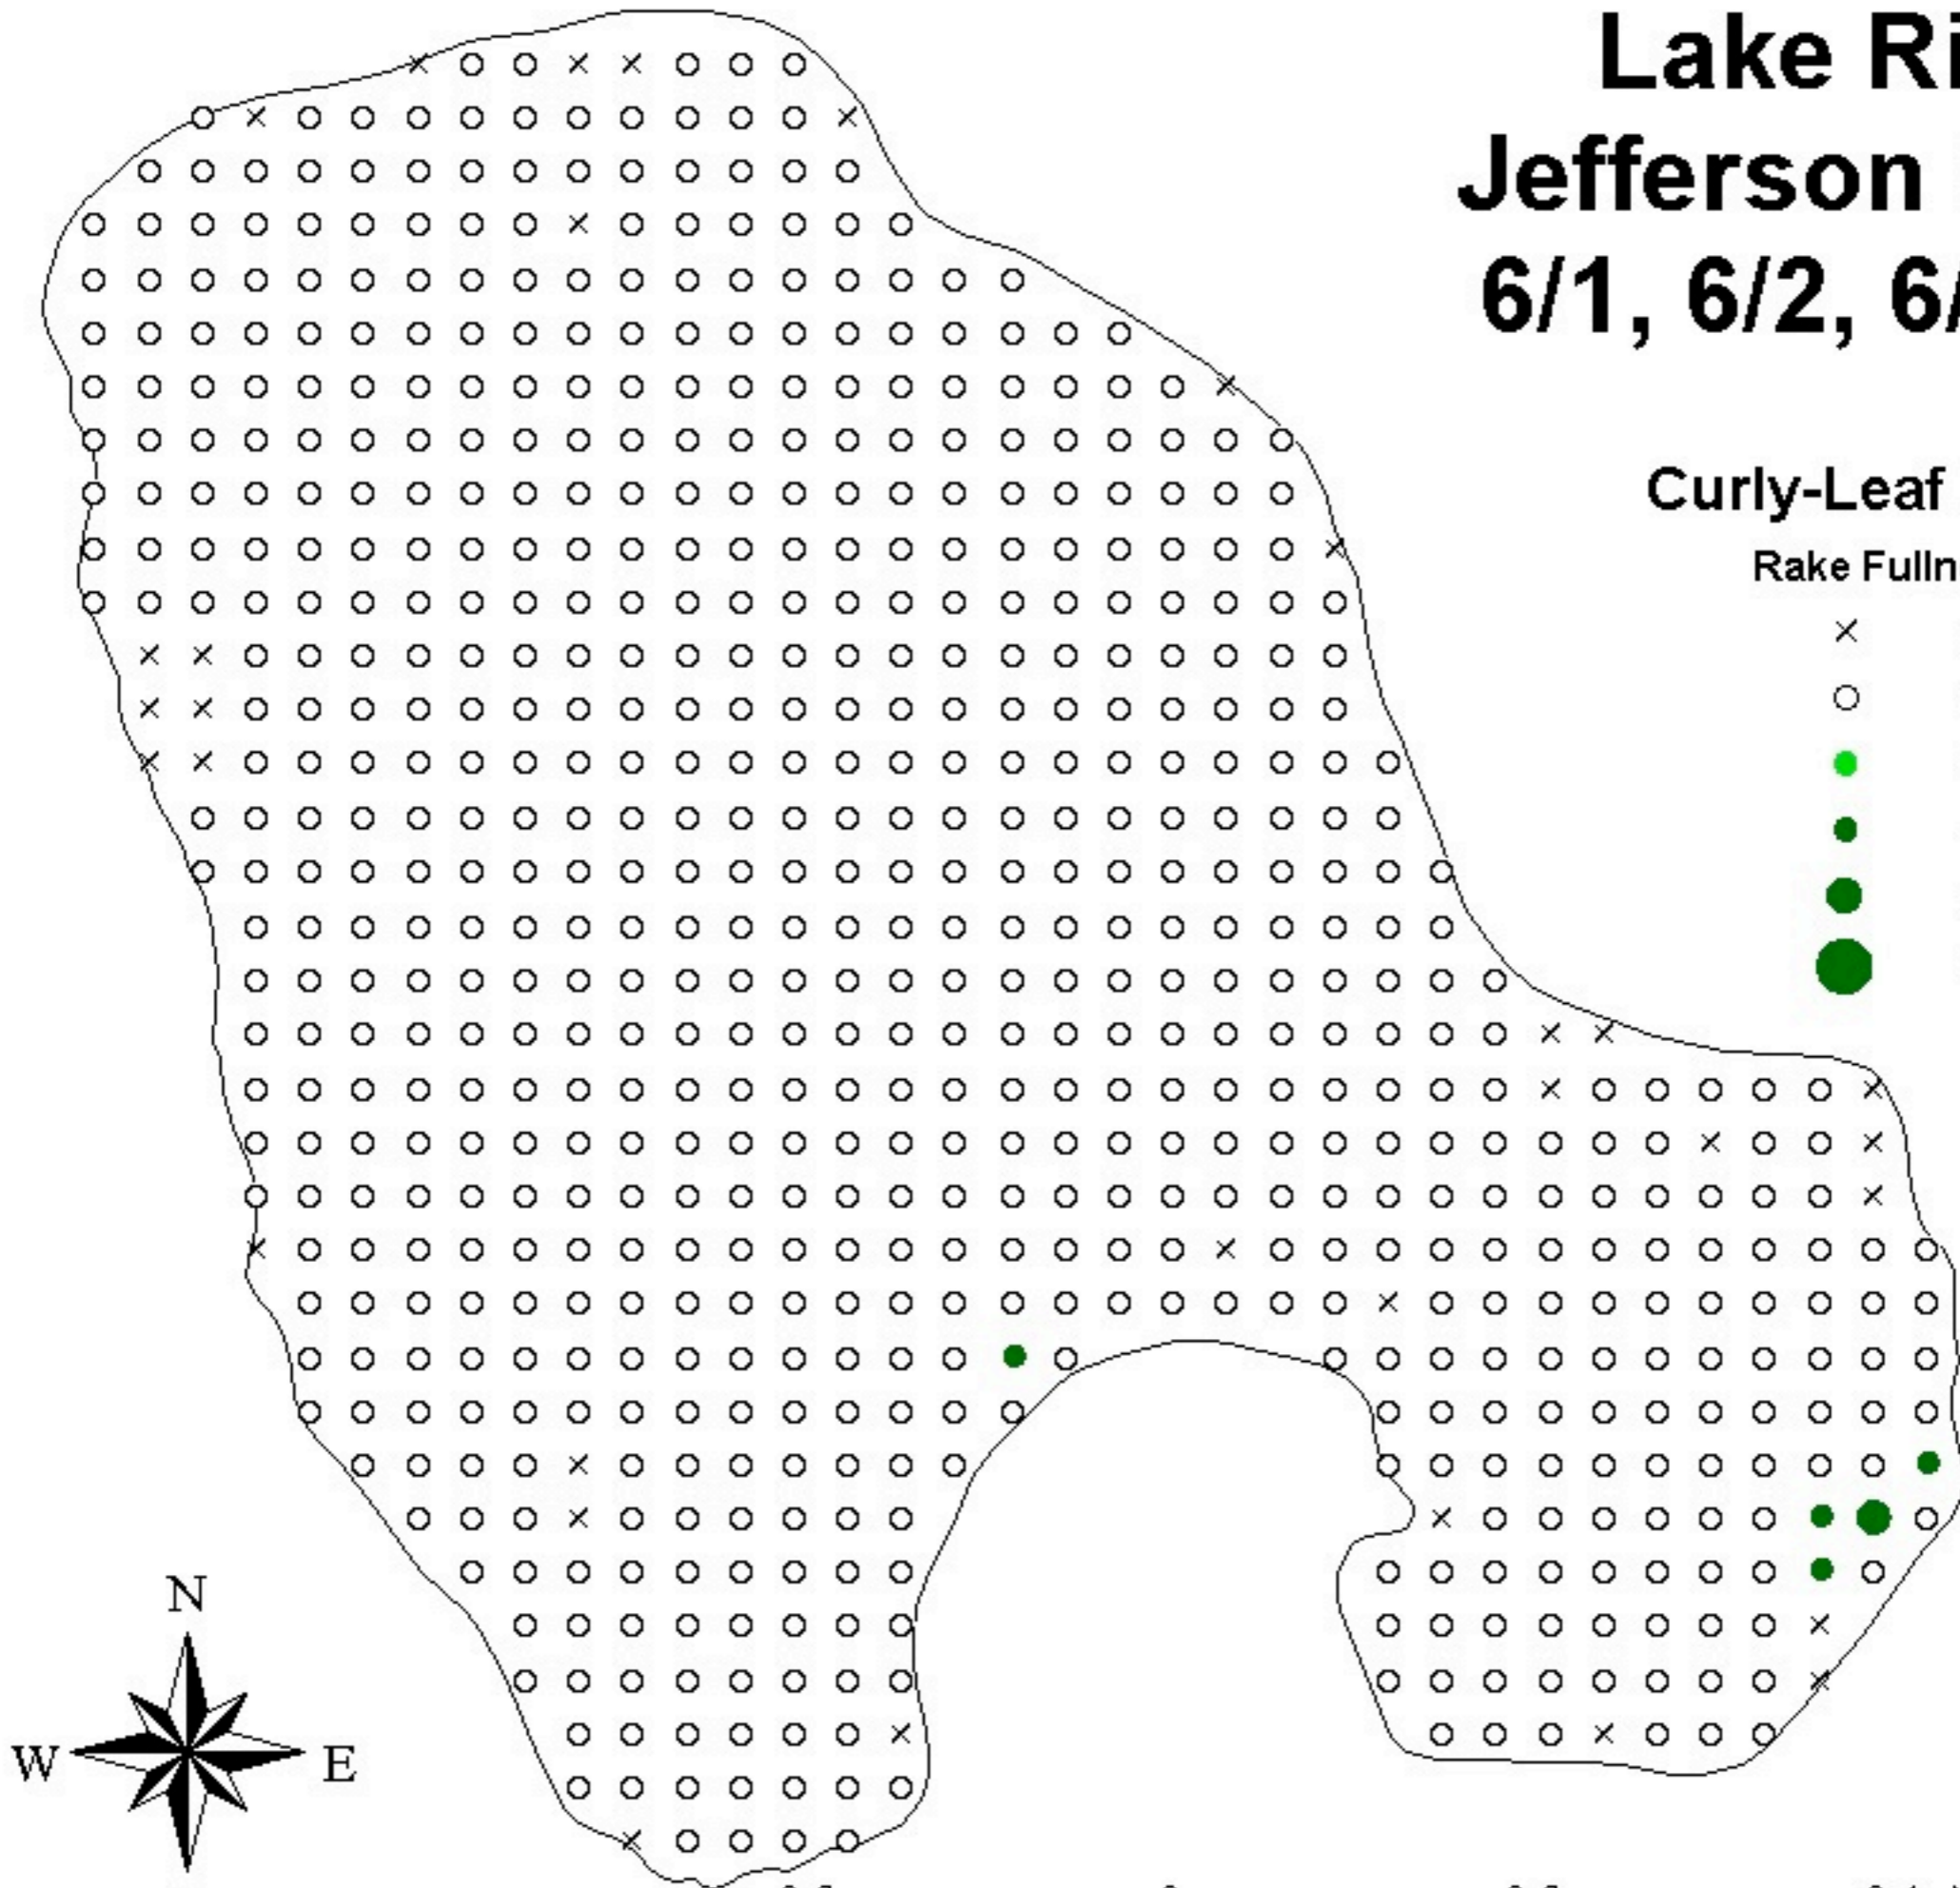 Lake Ri
Jefferson
6/1, 6/2, 6/
Curly-Leaf
Rake Fulln
N
W E